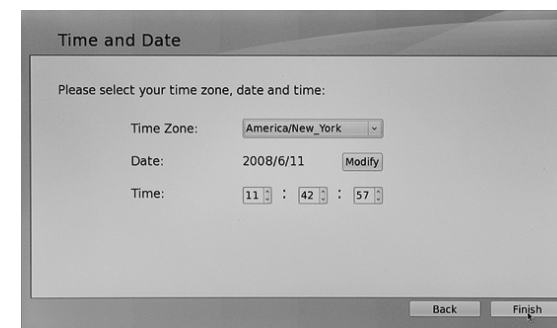 Time and Date
Please select your time zone, date and time:
Time Zone: America/New_York
Date: 2008/6/11 Modify
Time: 11 : 42 : 57
Back Finish